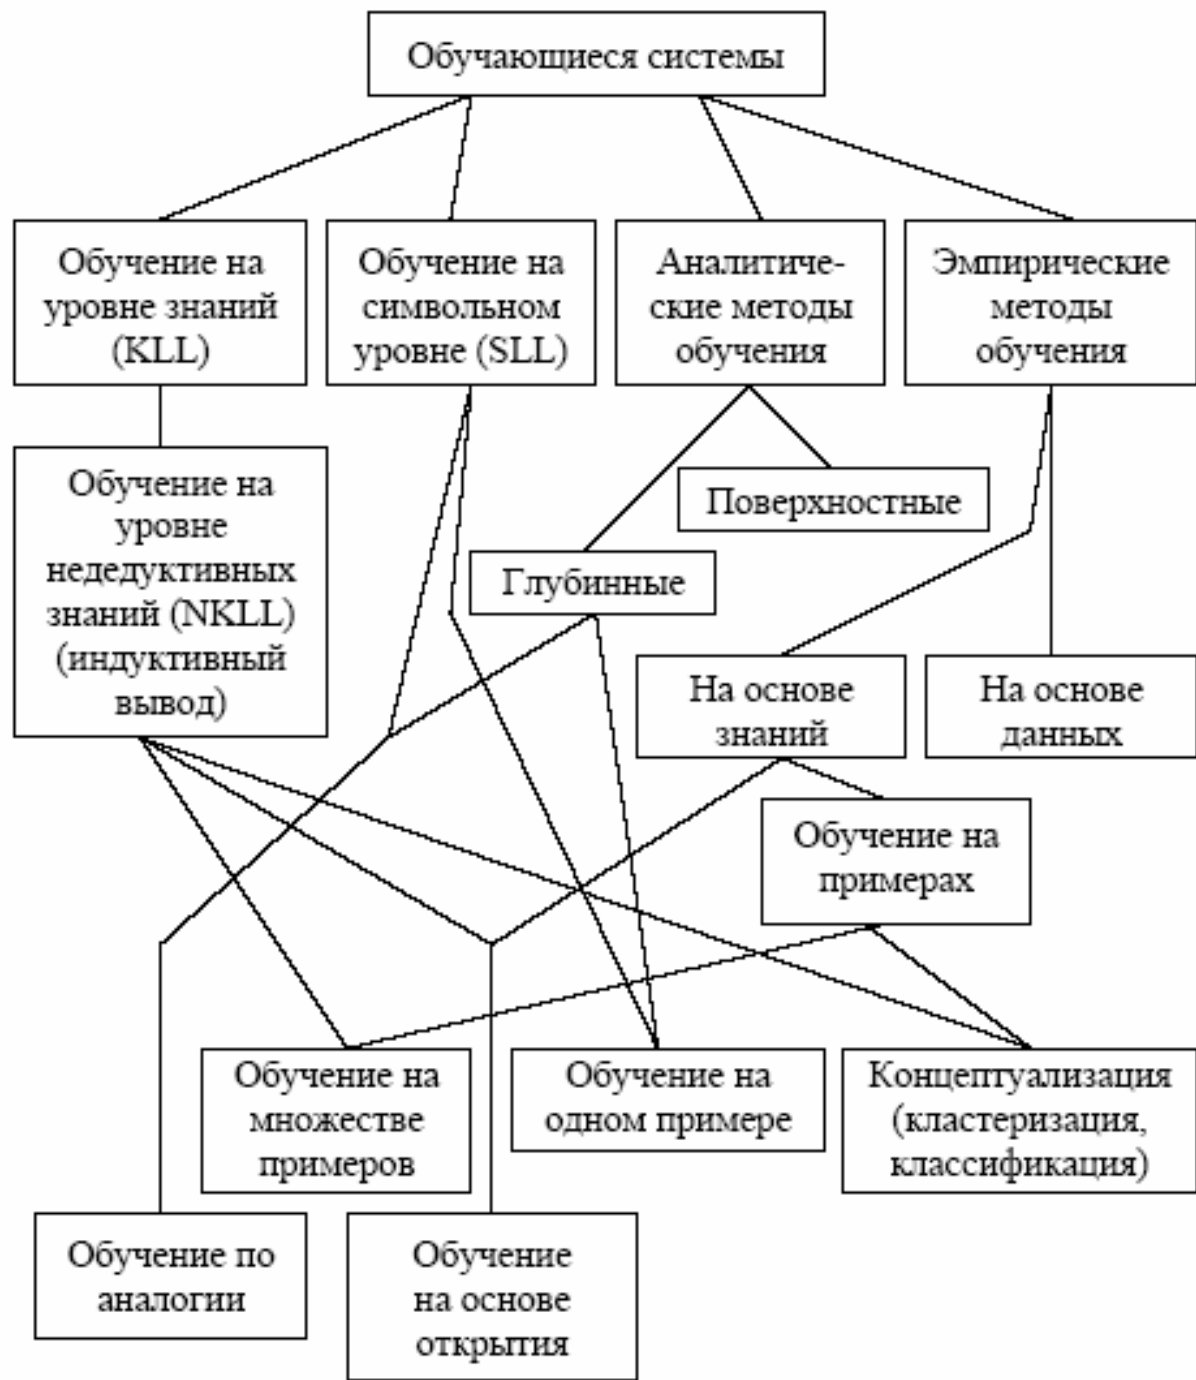 Обучающиеся системы
Обучение на
уровне знаний
(KLL)
Обучение на
символьном
уровне (SLL)
Аналитиче-
ские методы
обучения
Эмпирические
методы
обучения
Обучение на
уровне
недедуктивных
знаний (NKLL)
(индуктивный
вывод)
Поверхностные
Глубинные
На основе
знаний
На основе
данных
Обучение на
примерах
Обучение на
множестве
примеров
Обучение на
одном примере
Концептуализация
(кластеризация,
классификация)
Обучение по
аналогии
Обучение
на основе
открытия